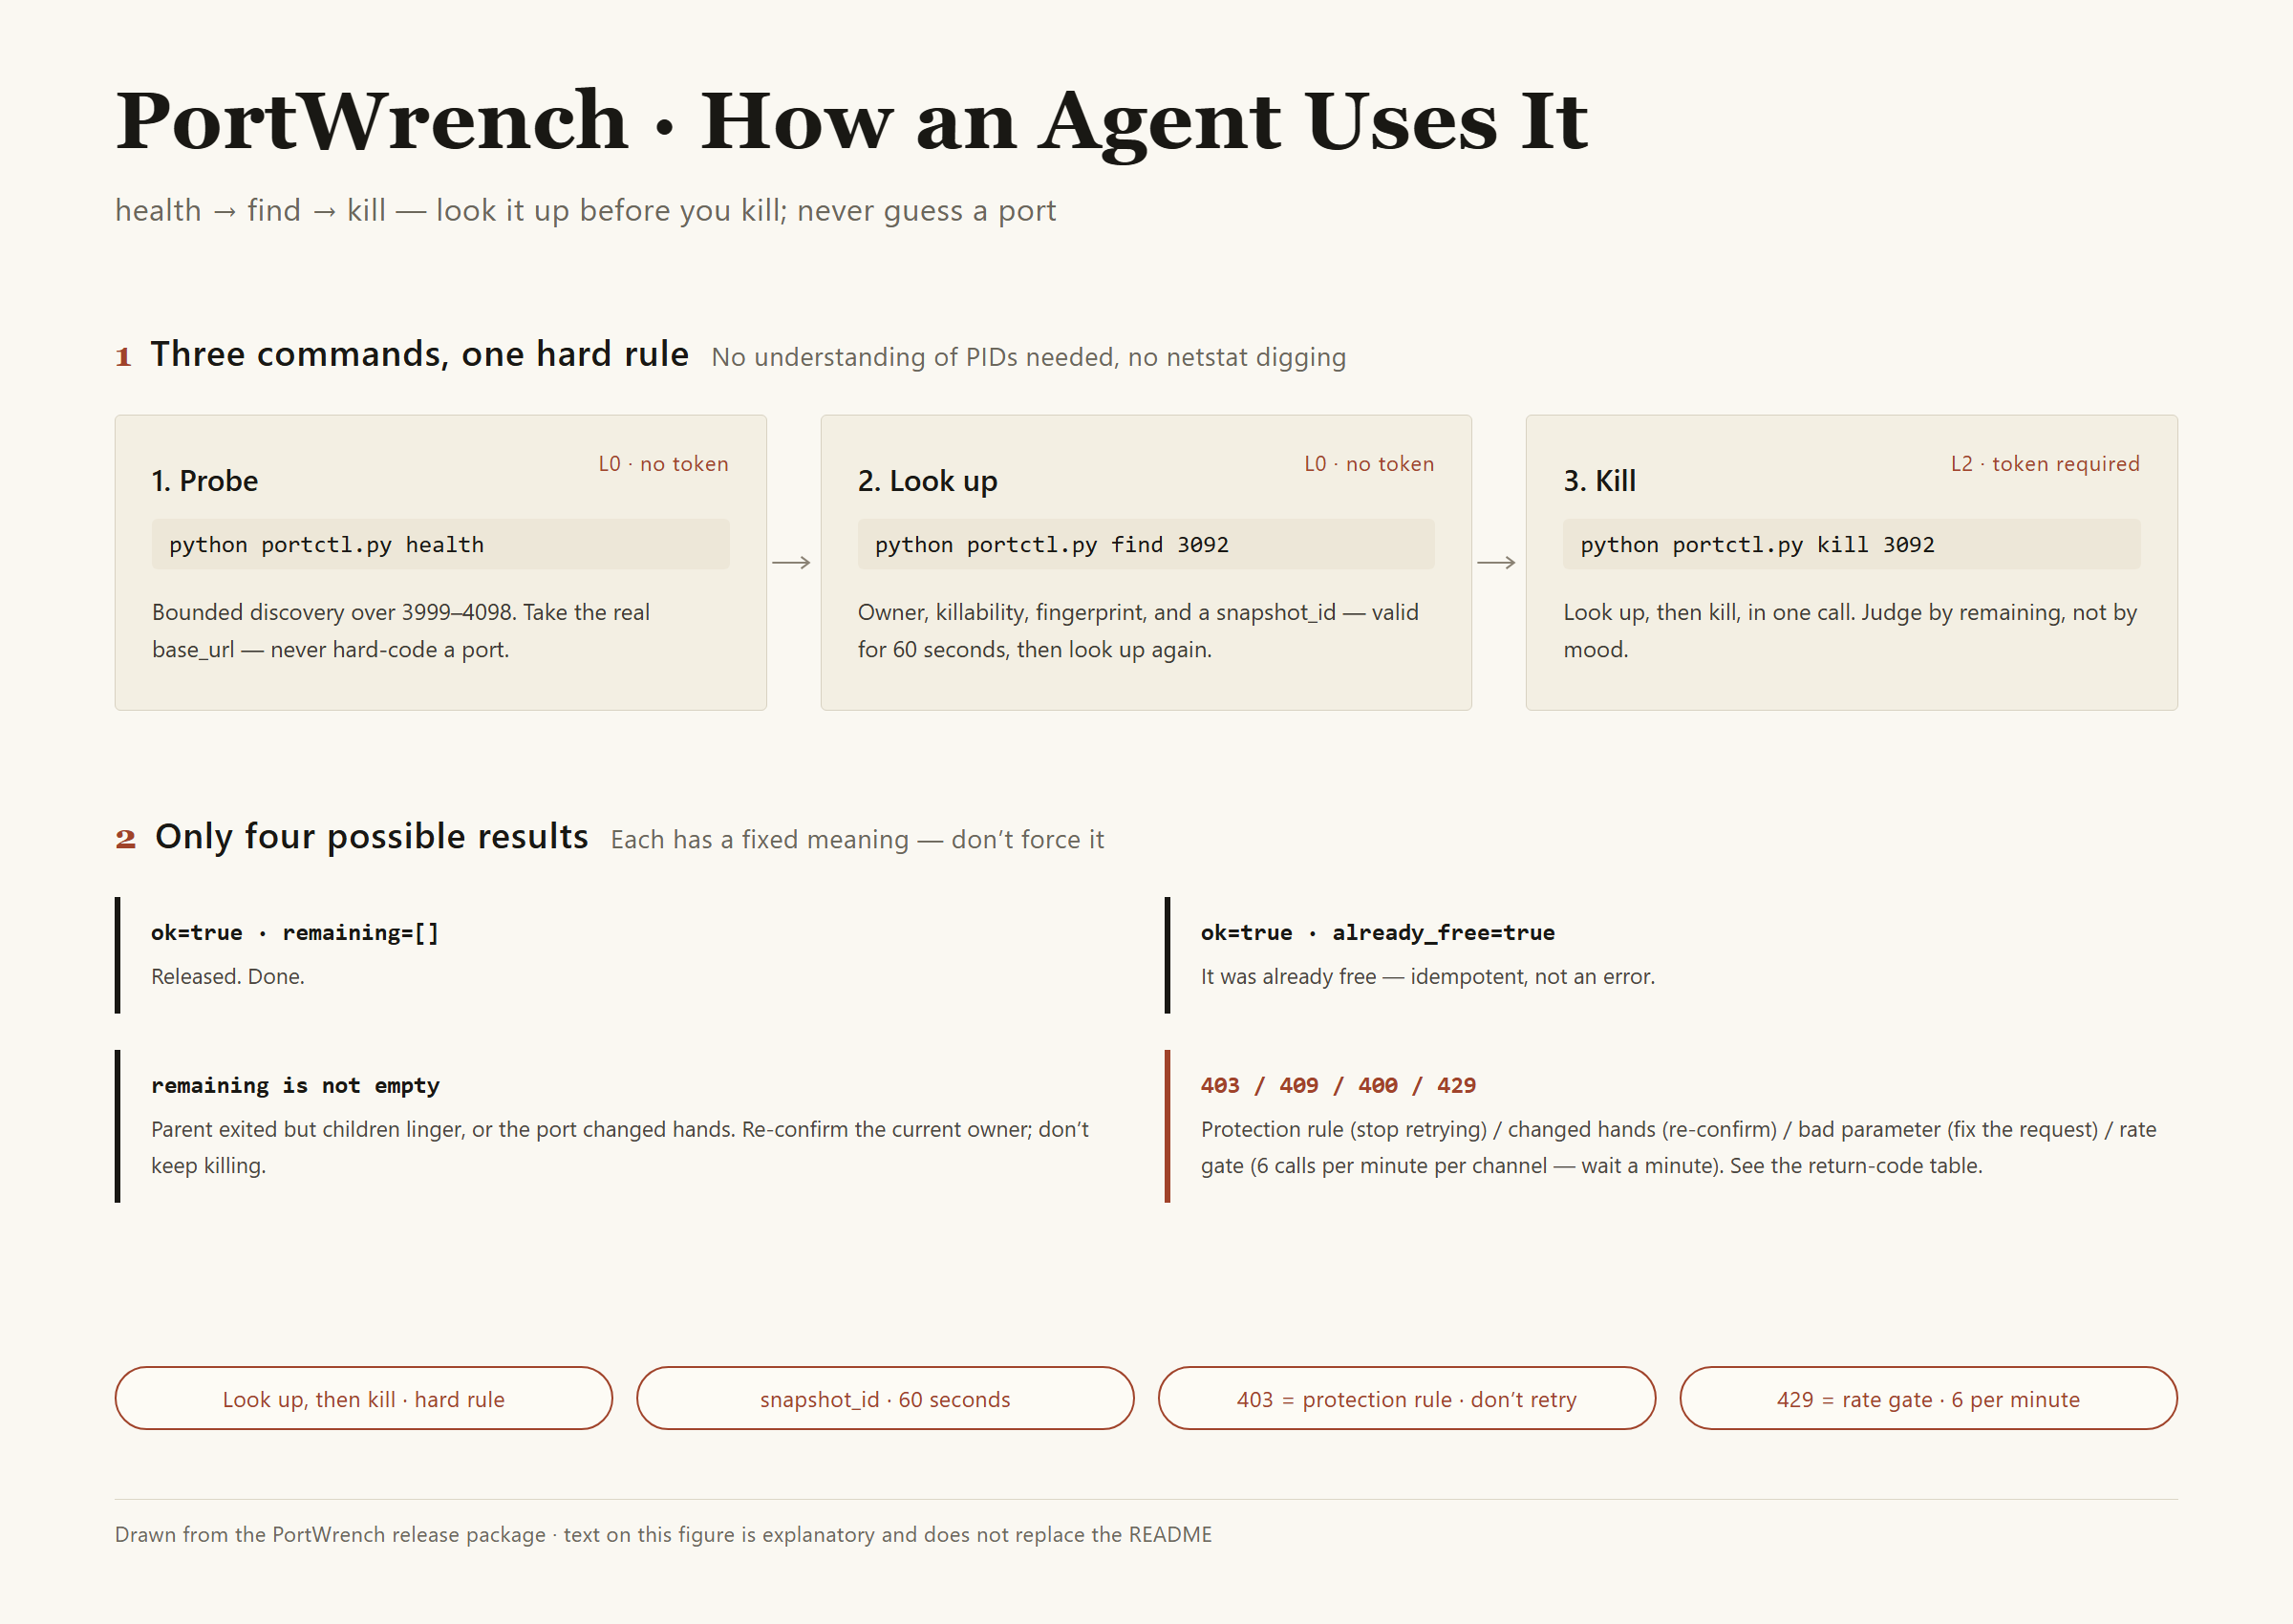 PortWrench · How an Agent Uses It
health → find → kill — look it up before you kill; never guess a port
1 Three commands, one hard rule No understanding of PIDs needed, no netstat digging
L0 · no token
1. Probe
python portctl.py health
Bounded discovery over 3999–4098. Take the real
base_url — never hard-code a port.
→
L0 · no token
2. Look up
python portctl.py find 3092
Owner, killability, fingerprint, and a snapshot_id — valid
for 60 seconds, then look up again.
→
L2 · token required
3. Kill
python portctl.py kill 3092
Look up, then kill, in one call. Judge by remaining, not by
mood.
2 Only four possible results Each has a fixed meaning — don’t force it
ok=true · remaining=[]
Released. Done.
ok=true · already_free=true
It was already free — idempotent, not an error.
remaining is not empty
Parent exited but children linger, or the port changed hands. Re-confirm the current owner; don’t
keep killing.
403 / 409 / 400 / 429
Protection rule (stop retrying) / changed hands (re-confirm) / bad parameter (fix the request) / rate
gate (6 calls per minute per channel — wait a minute). See the return-code table.
Look up, then kill · hard rule
snapshot_id · 60 seconds
403 = protection rule · don’t retry
429 = rate gate · 6 per minute
Drawn from the PortWrench release package · text on this figure is explanatory and does not replace the README